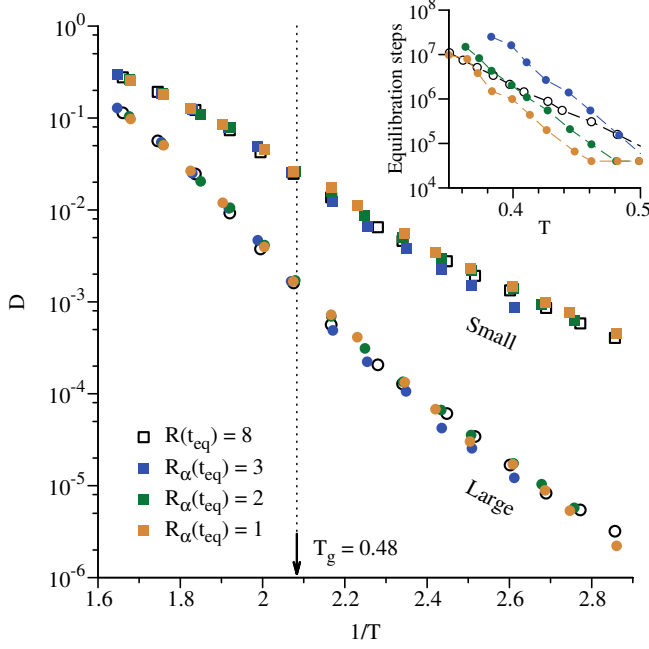 D
10^0
10^-1
10^-2
10^-3
10^-4
10^-5
10^-6
1.6
1.8
2
2.2
2.4
2.6
2.8
1/T
Equilibration steps
10^7
10^6
10^5
10^4
0.4
0.5
T
Small
Large
R(t_eq) = 8
R_α(t_eq) = 3
R_α(t_eq) = 2
R_α(t_eq) = 1
T_g = 0.48